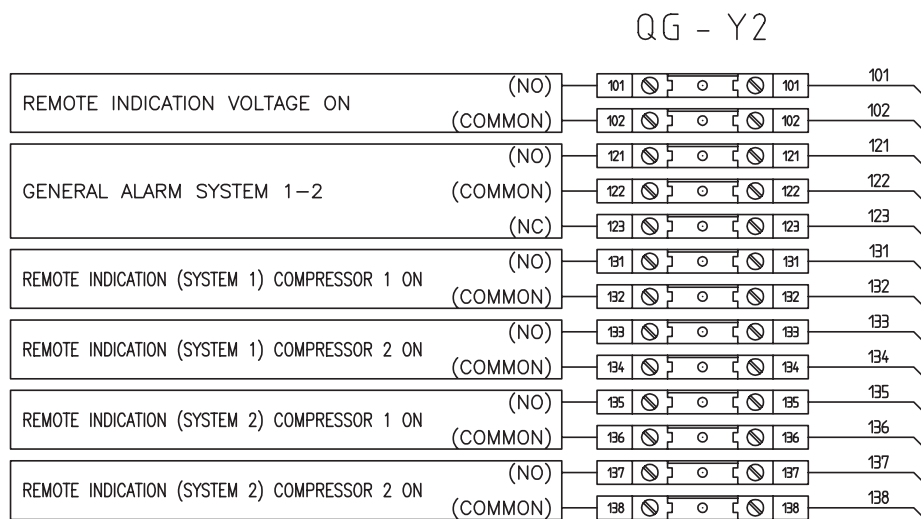 QG - Y2
REMOTE INDICATION VOLTAGE ON
(NO) 101 101 101
(COMMON) 102 102 102
GENERAL ALARM SYSTEM 1-2
(NO) 121 121 121
(COMMON) 122 122 122
(NC) 123 123 123
REMOTE INDICATION (SYSTEM 1) COMPRESSOR 1 ON
(NO) 131 131 131
(COMMON) 132 132 132
REMOTE INDICATION (SYSTEM 1) COMPRESSOR 2 ON
(NO) 133 133 133
(COMMON) 134 134 134
REMOTE INDICATION (SYSTEM 2) COMPRESSOR 1 ON
(NO) 135 135 135
(COMMON) 136 136 136
REMOTE INDICATION (SYSTEM 2) COMPRESSOR 2 ON
(NO) 137 137 137
(COMMON) 138 138 138